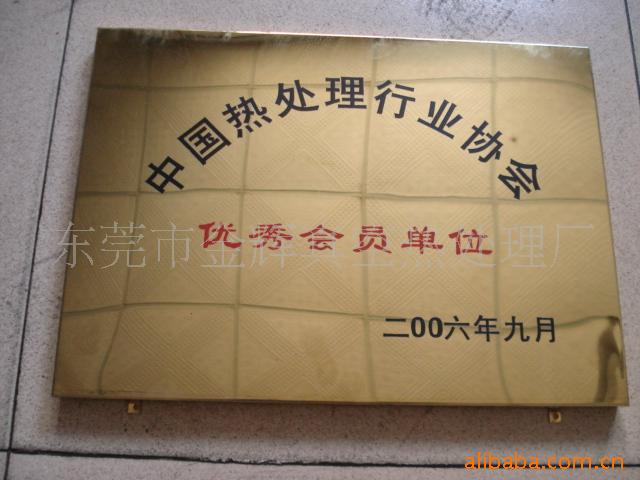 中国热处理行业协会
优秀会员单位
二00六年九月
alibaba.com.cn